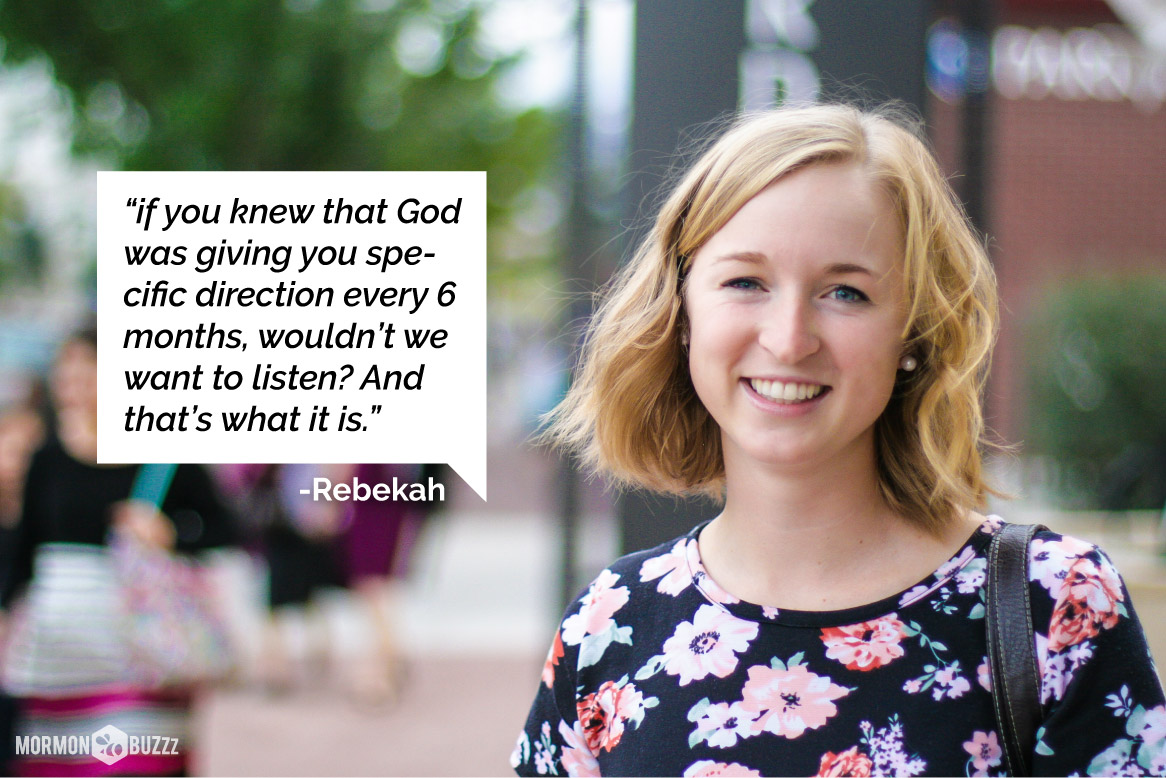 “if you knew that God
was giving you spe-
cific direction every 6
months, wouldn’t we
want to listen? And
that’s what it is.”
-Rebekah
MORMON BUZZZ